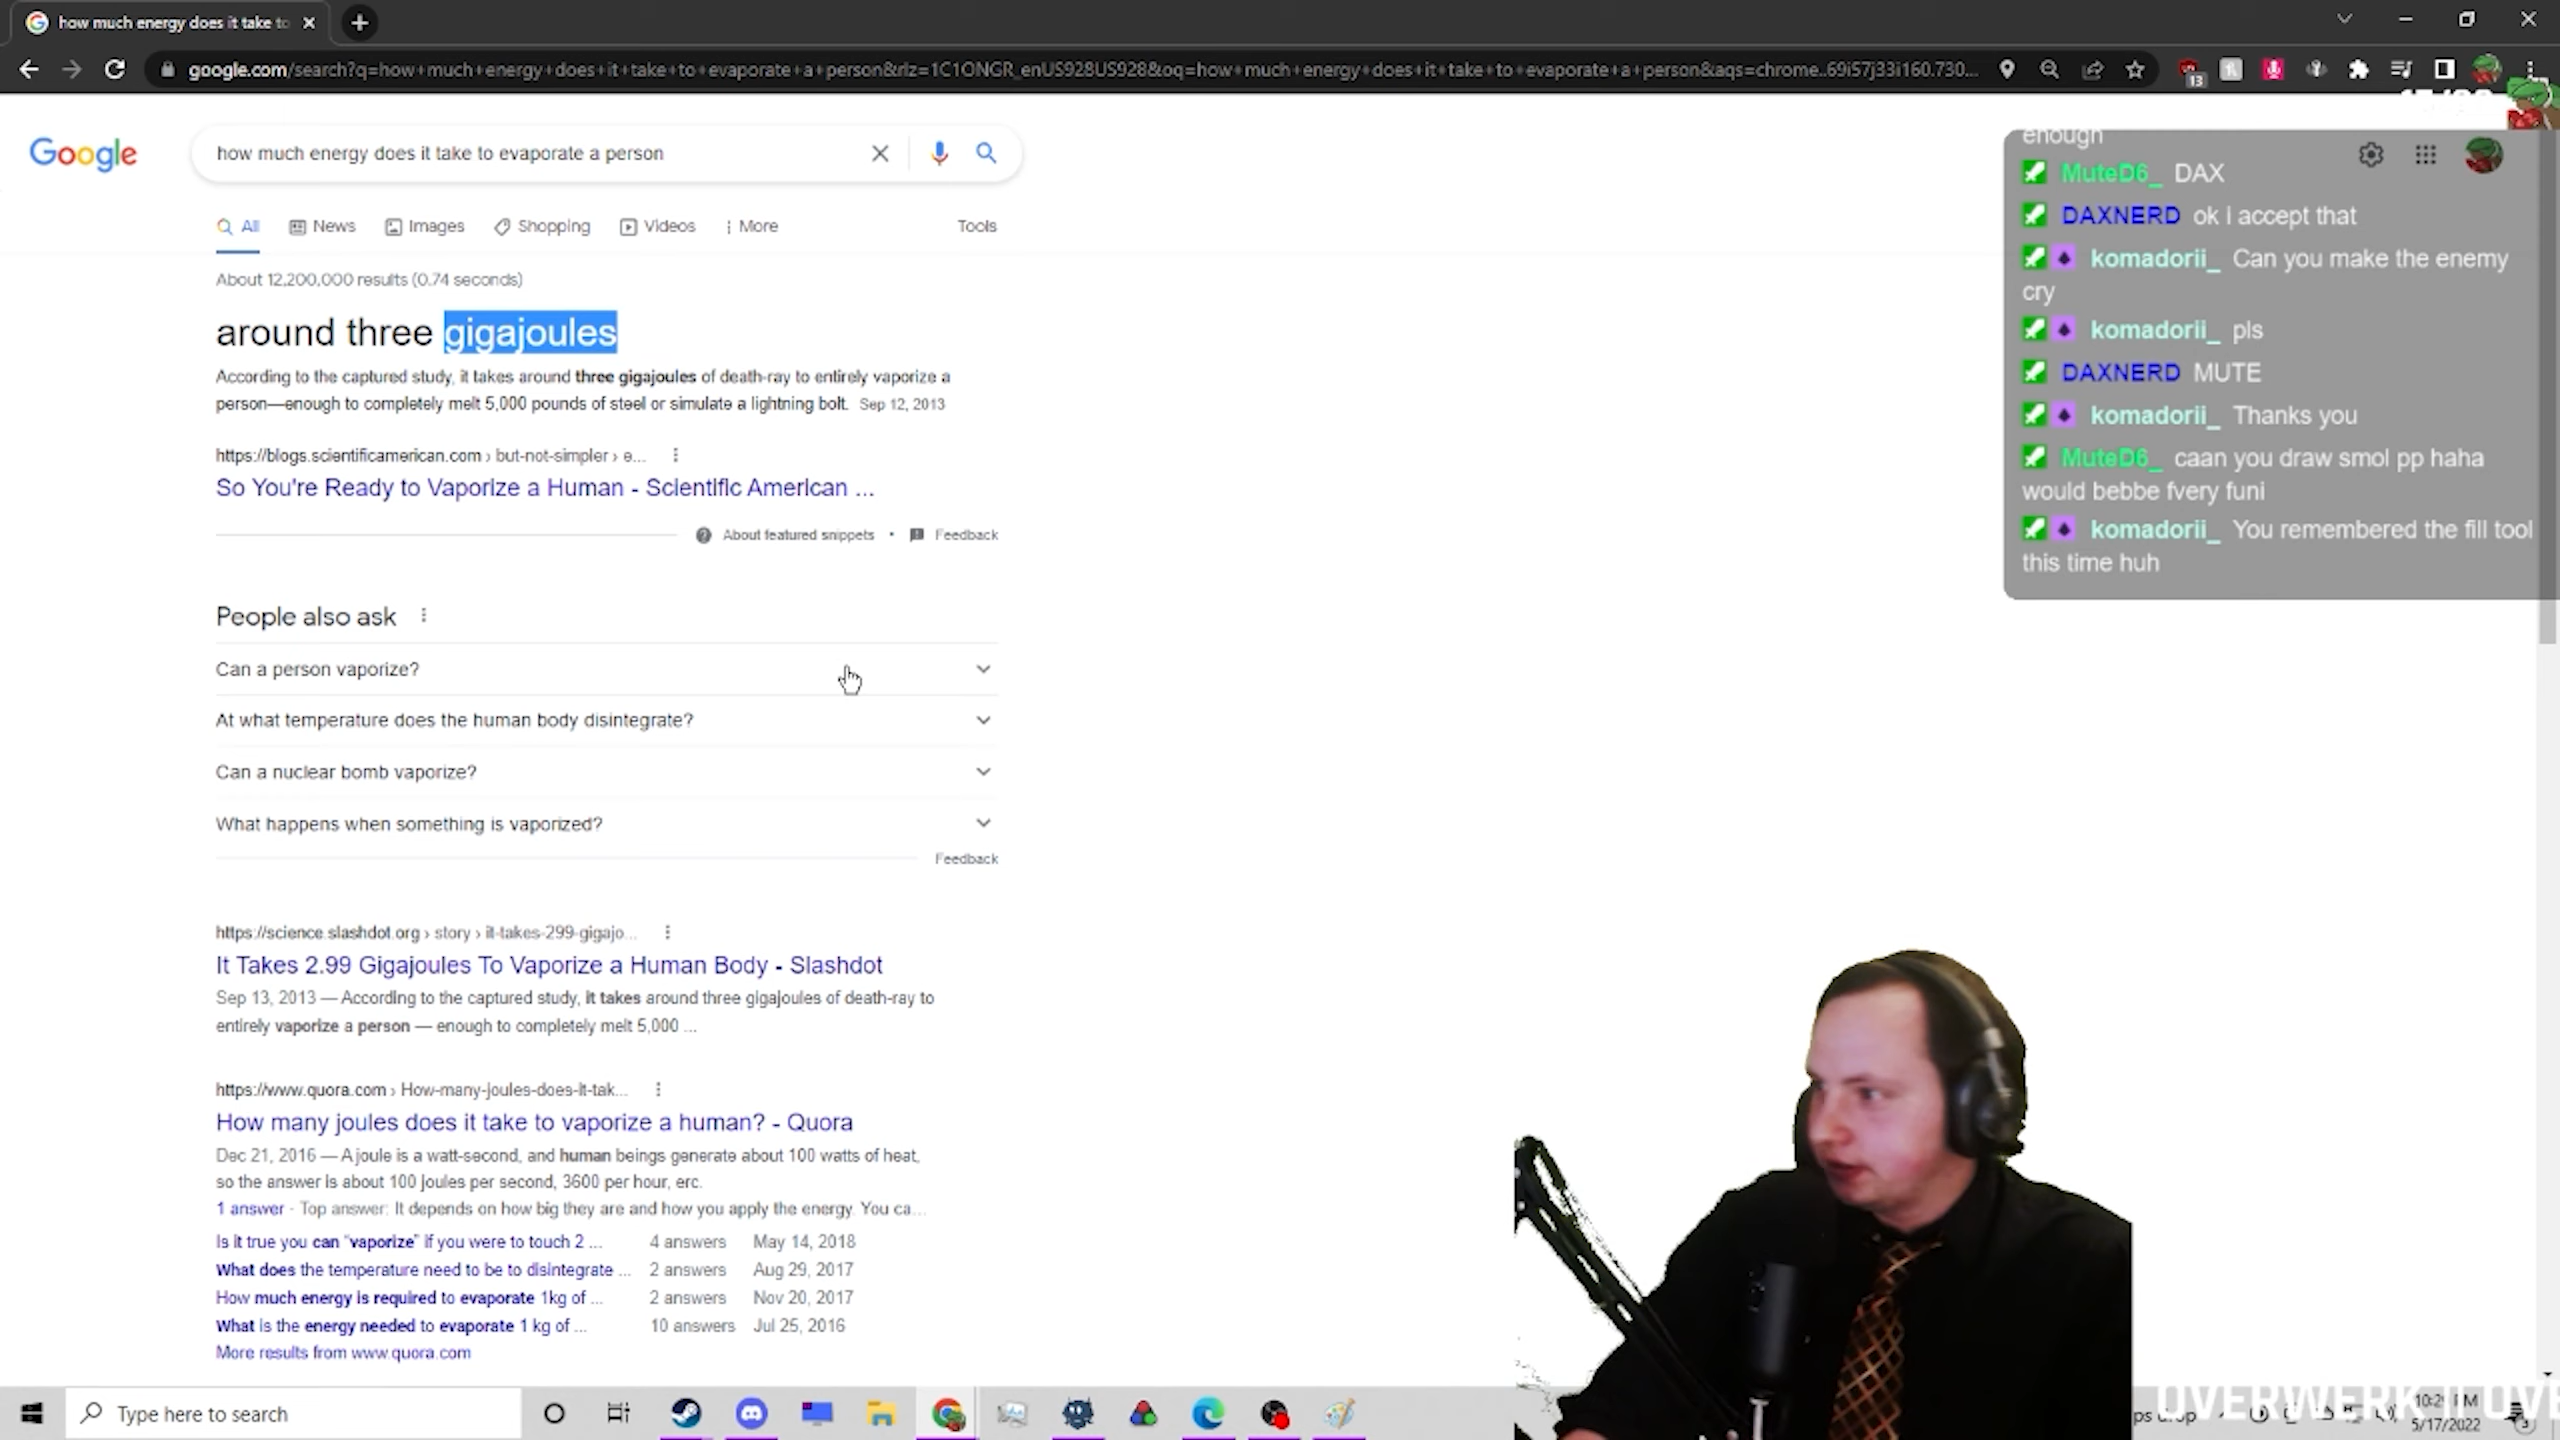 how much energy does it take to
google.com/search?q=how+much+energy+does+it+take+to+evaporate+a+person&rlz=1C1ONGR_enUS928US928&oq=how+much+energy+does+it+take+to+evaporate+a+person&aqs=chrome..69i57j33i160.730...
13
Google
how much energy does it take to evaporate a person
All News Images Shopping Videos More Tools
About 12,200,000 results (0.74 seconds)
around three gigajoules
According to the captured study, it takes around three gigajoules of death-ray to entirely vaporize a
person—enough to completely melt 5,000 pounds of steel or simulate a lightning bolt. Sep 12, 2013
https://blogs.scientificamerican.com › but-not-simpler › e...
So You're Ready to Vaporize a Human - Scientific American ...
About featured snippets • Feedback
People also ask
Can a person vaporize?
At what temperature does the human body disintegrate?
Can a nuclear bomb vaporize?
What happens when something is vaporized?
Feedback
https://science.slashdot.org › story › it-takes-299-gigajo...
It Takes 2.99 Gigajoules To Vaporize a Human Body - Slashdot
Sep 13, 2013 — According to the captured study, it takes around three gigajoules of death-ray to
entirely vaporize a person — enough to completely melt 5,000 ...
https://www.quora.com › How-many-joules-does-it-tak...
How many joules does it take to vaporize a human? - Quora
Dec 21, 2016 — A joule is a watt-second, and human beings generate about 100 watts of heat,
so the answer is about 100 joules per second, 3600 per hour, erc.
1 answer · Top answer: It depends on how big they are and how you apply the energy. You ca...
Is it true you can "vaporize" if you were to touch 2 ... 4 answers May 14, 2018
What does the temperature need to be to disintegrate ... 2 answers Aug 29, 2017
How much energy is required to evaporate 1kg of ... 2 answers Nov 20, 2017
What is the energy needed to evaporate 1 kg of ... 10 answers Jul 25, 2016
More results from www.quora.com
enough
MuteD6_ DAX
DAXNERD ok i accept that
komadorii_ Can you make the enemy
cry
komadorii_ pls
DAXNERD MUTE
komadorii_ Thanks you
MuteD6_ caan you draw smol pp haha
would bebbe fvery funi
komadorii_ You remembered the fill tool
this time huh
Type here to search
OVERWERK
5/17/2022